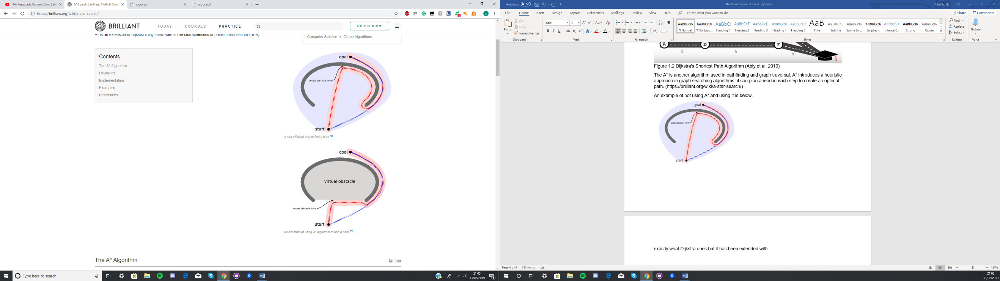 (14) Renegade Konami Devs Sab
A* Search | Brilliant Math & Scier
algor.pdf
algor.pdf
https://brilliant.org/wiki/a-star-search/
BRILLIANT
TODAY
COURSES
PRACTICE
GO PREMIUM
A* is an extension of Dijkstra's algorithm with some characteristics of breadth-first search (BFS).
Computer Science > Graph Algorithms
Contents
The A* Algorithm
Heuristics
Implementation
Examples
References
goal
detect obstacle here
start
A non-efficient way to find a path [1]
goal
virtual obstacle
detect obstacle here
start
An example of using A* algorithm to find a path [2]
The A* Algorithm
Edit
Type here to search
21:05
13/02/2019
AutoSave Off
Literature review- Alfie Scully.docx
Alfie Scully
File Home Insert Design Layout References Mailings Review View Help Tell me what you want to do
Share Comments
Paste
Cut
Copy
Format Painter
Clipboard
Arial 11
Font
Paragraph
AaBbCcDc ¶ Normal
AaBbCcDc ¶ No Spac...
AaBbC Heading 1
AaBbCcC Heading 2
AaBbCcD Heading 3
AaBbCcDc Heading 4
AaBbCcDc Heading 5
AaB Title
AaBbCcC Subtitle
AaBbCcDt Subtle Em...
AaBbCcDt Emphasis
AaBbCcDt Intense E...
AaBbCcDc Strong
AaBbCcDt Quote
Styles
Find
Replace
Select
Editing
Dictate
Voice
A D F
3 4 2
Figure 1.2 Dijkstra's Shortest Path Algorithm (Abiy et al. 2019)
The A* is another algorithm used in pathfinding and graph traversal. A* introduces a heuristic
approach in graph searching algorithms, it can plan ahead in each step to create an optimal
path. (https://brilliant.org/wiki/a-star-search/)
An example of not using A* and using it is below.
goal
detect obstacle here
start
exactly what Dijkstra does but it has been extended with
Page 6 of 9 792 words
120%
21:05
13/02/2019